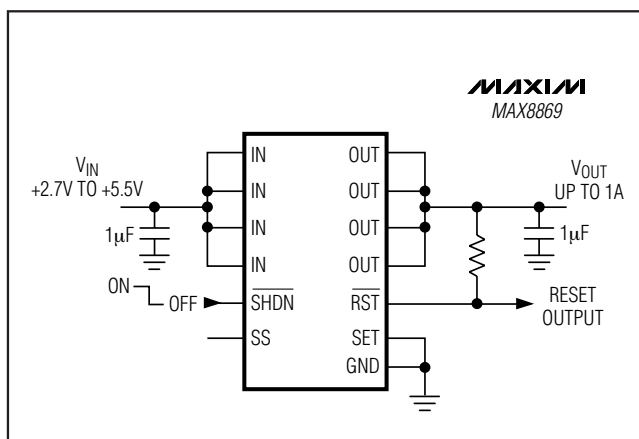 MAXIM
MAX8869
VIN
+2.7V TO +5.5V
1μF
ON
OFF
IN
IN
IN
IN
SHDN
SS
OUT
OUT
OUT
OUT
RST
SET
GND
VOUT
UP TO 1A
1μF
RESET
OUTPUT